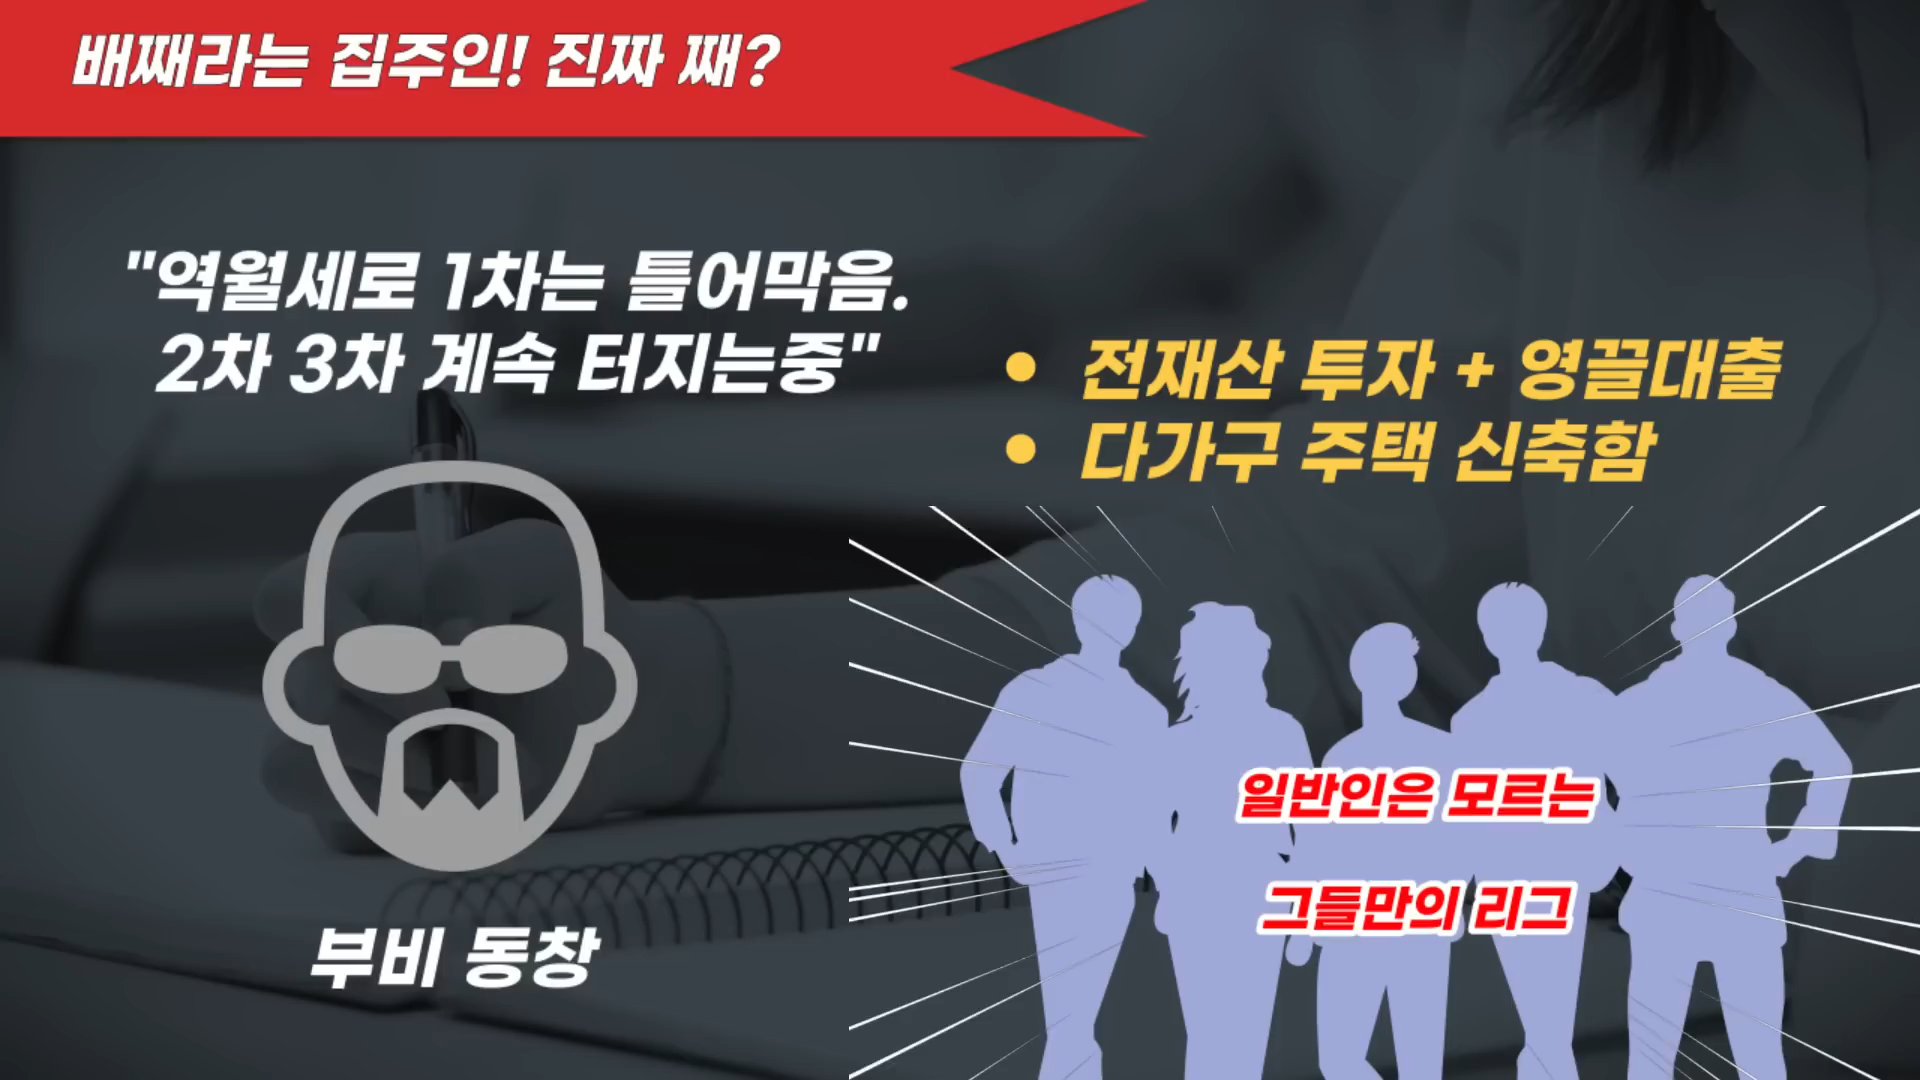 배째라는 집주인! 진짜 째?
"역월세로 1차는 틀어막음.
2차 3차 계속 터지는중"
• 전재산 투자 + 영끌대출
• 다가구 주택 신축함
일반인은 모르는
그들만의 리그
부비 동창